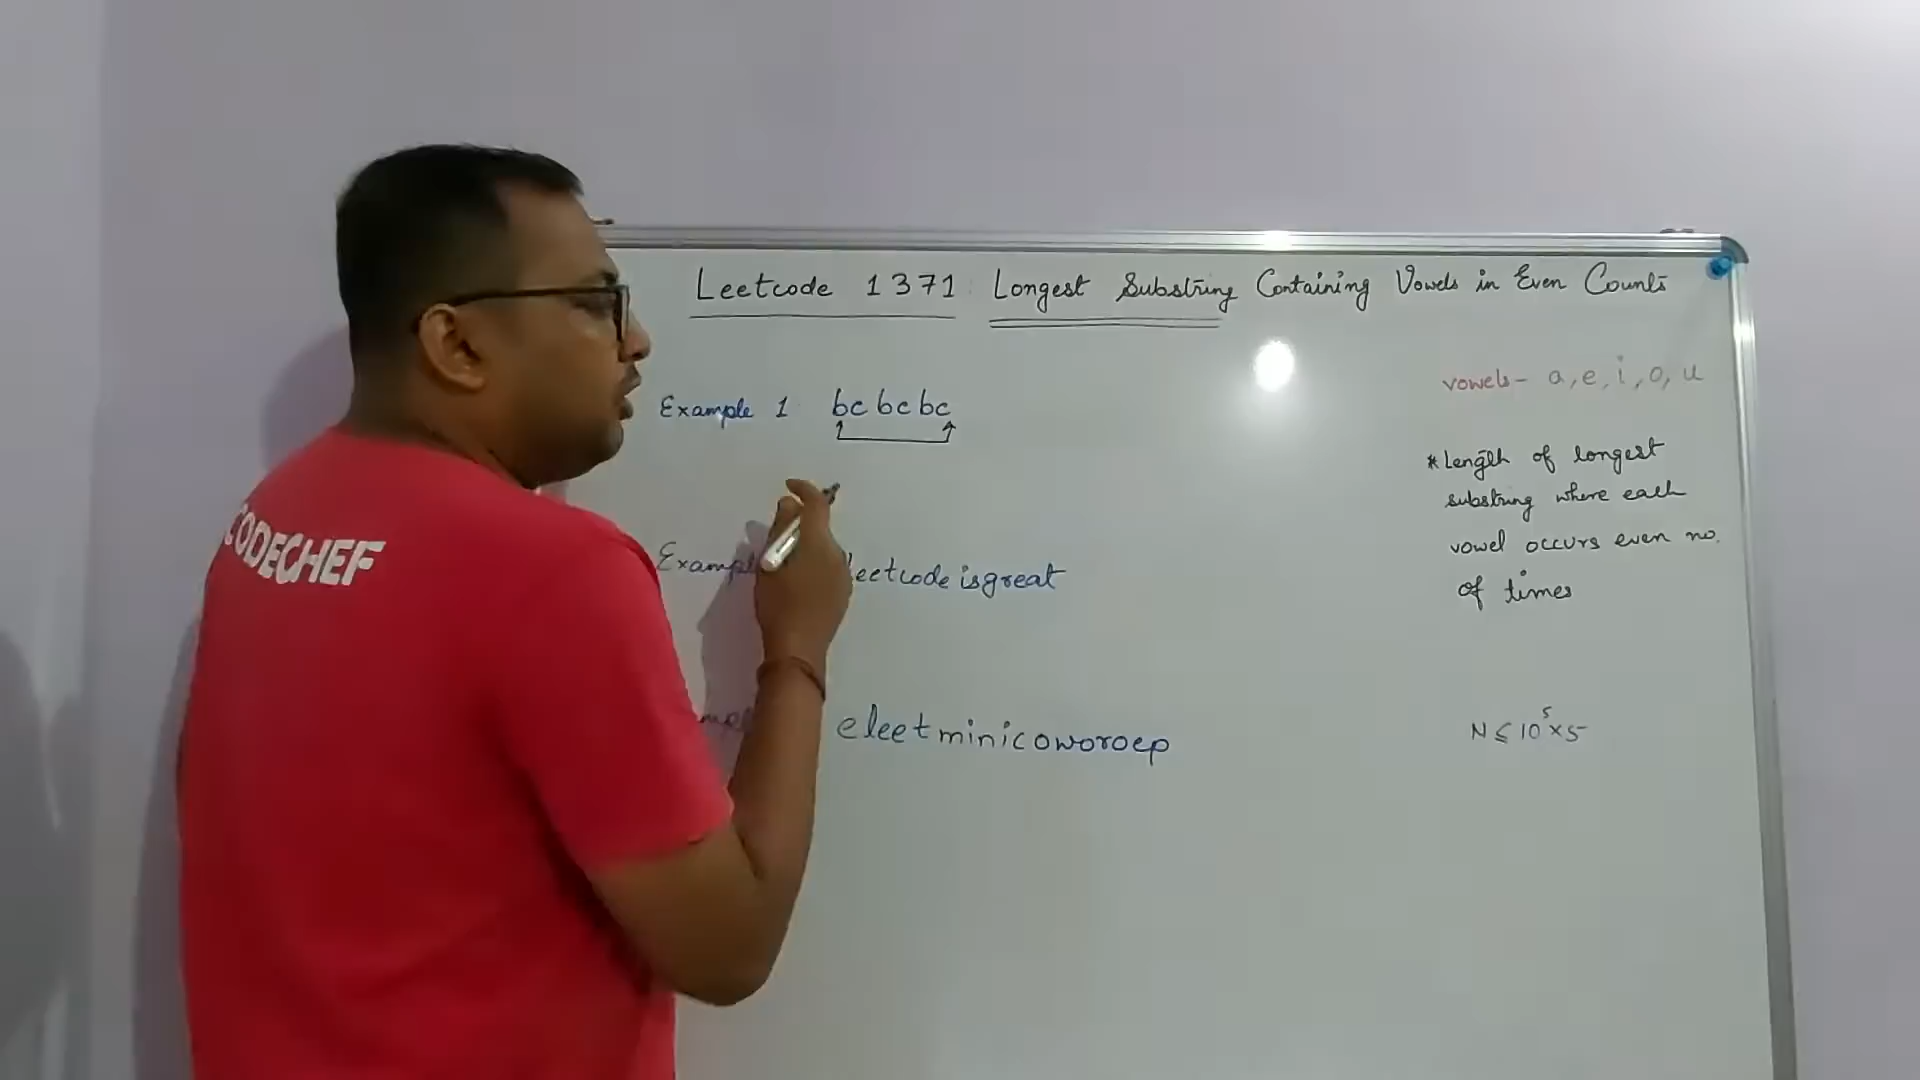 Leetcode 1371: Longest Substring Containing Vowels in Even Counts
vowels- a, e, i, o, u
Example 1 bcbcbc
* Length of longest
substring where each
vowel occurs even no.
of times
CODECHEF
leetcodeisgreat
eleetminicoworoep
N ≤ 10⁵×5